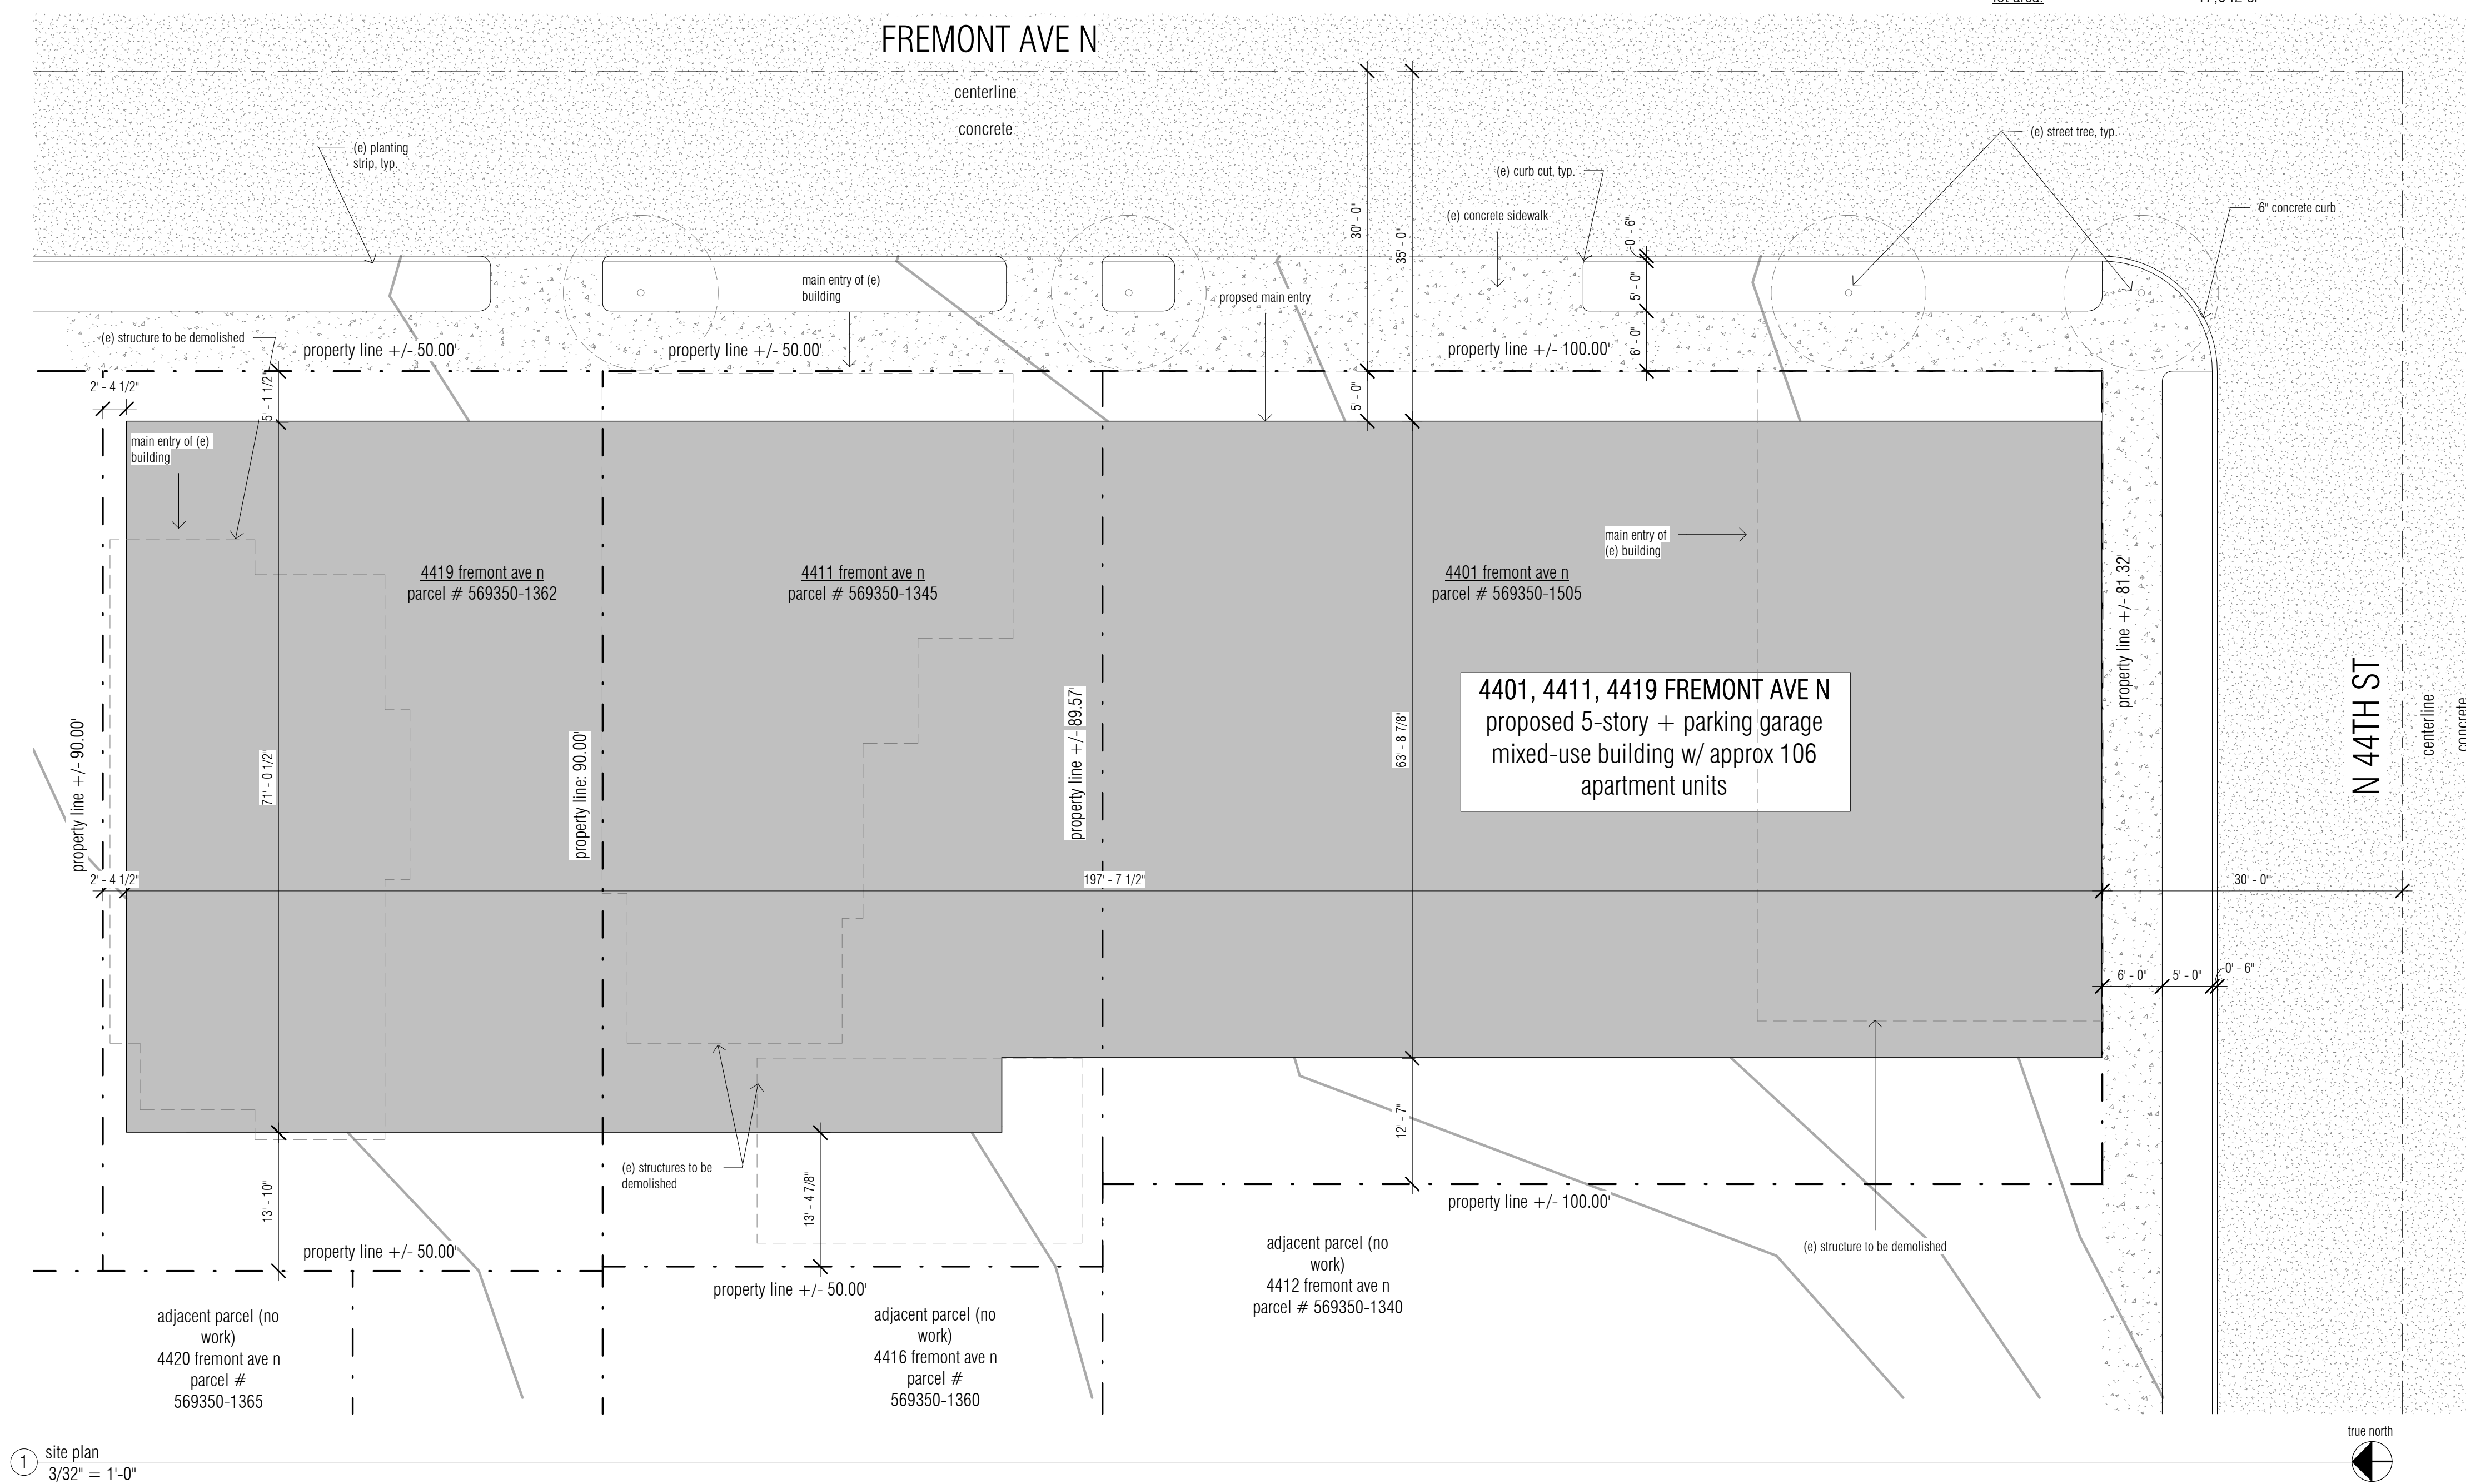 FREMONT AVE N
centerline
concrete
(e) planting
strip, typ.
(e) street tree, typ.
(e) curb cut, typ.
(e) concrete sidewalk
6" concrete curb
30' - 0"
35' - 0"
0' - 6"
5' - 0"
6' - 0"
main entry of (e)
building
propsed main entry
(e) structure to be demolished
property line +/- 50.00'
property line +/- 50.00'
property line +/- 100.00'
2' - 4 1/2"
5' - 1 1/2"
5' - 0"
main entry of (e)
building
main entry of
(e) building
4419 fremont ave n
parcel # 569350-1362
4411 fremont ave n
parcel # 569350-1345
4401 fremont ave n
parcel # 569350-1505
4401, 4411, 4419 FREMONT AVE N
proposed 5-story + parking garage
mixed-use building w/ approx 106
apartment units
property line +/- 90.00'
71' - 0 1/2"
property line: 90.00'
property line +/- 89.57'
63' - 8 7/8"
property line +/- 81.32'
N 44TH ST
centerline
concrete
2' - 4 1/2"
197' - 7 1/2"
30' - 0"
6' - 0"
5' - 0"
0' - 6"
(e) structures to be
demolished
13' - 10"
13' - 4 7/8"
12' - 7"
property line +/- 50.00'
property line +/- 50.00'
property line +/- 100.00'
(e) structure to be demolished
adjacent parcel (no
work)
4420 fremont ave n
parcel #
569350-1365
adjacent parcel (no
work)
4416 fremont ave n
parcel #
569350-1360
adjacent parcel (no
work)
4412 fremont ave n
parcel # 569350-1340
true north
1
site plan
3/32" = 1'-0"